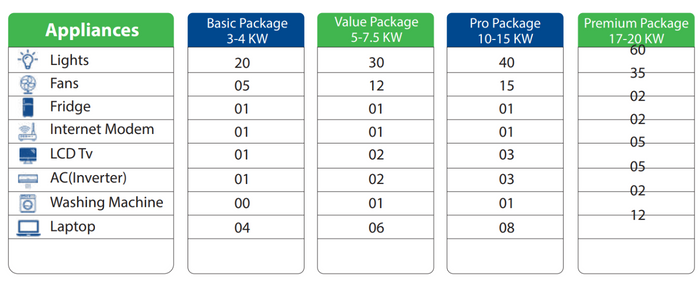 Appliances Basic Package 3-4 KW Value Package 5-7.5 KW Pro Package 10-15 KW Premium Package 17-20 KW
Lights 20 30 40 60
Fans 05 12 15 35
Fridge 01 01 01 02
Internet Modem 01 01 01 02
LCD Tv 01 02 03 05
AC(Inverter) 01 02 03 05
Washing Machine 00 01 01 02
Laptop 04 06 08 12